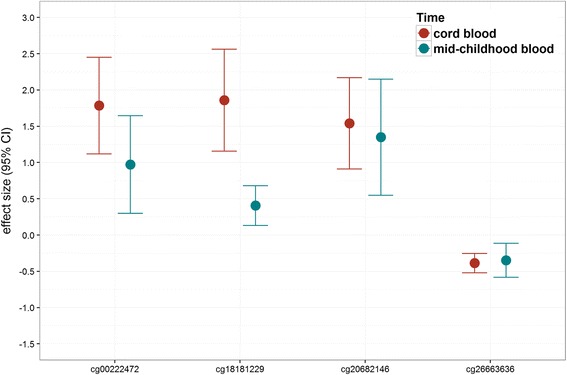 Time
cord blood
mid-childhood blood
3.0
2.5
2.0
1.5
1.0
0.5
0.0
-0.5
-1.0
-1.5
effect size (95% CI)
cg00222472 cg18181229 cg20682146 cg26663636